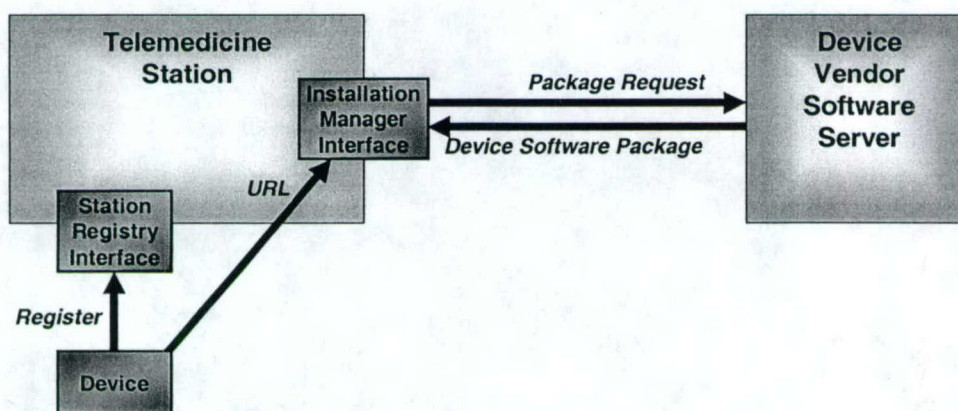 Telemedicine
Station
Device
Vendor
Software
Server
Installation
Manager
Interface
Package Request
Device Software Package
URL
Station
Registry
Interface
Register
Device